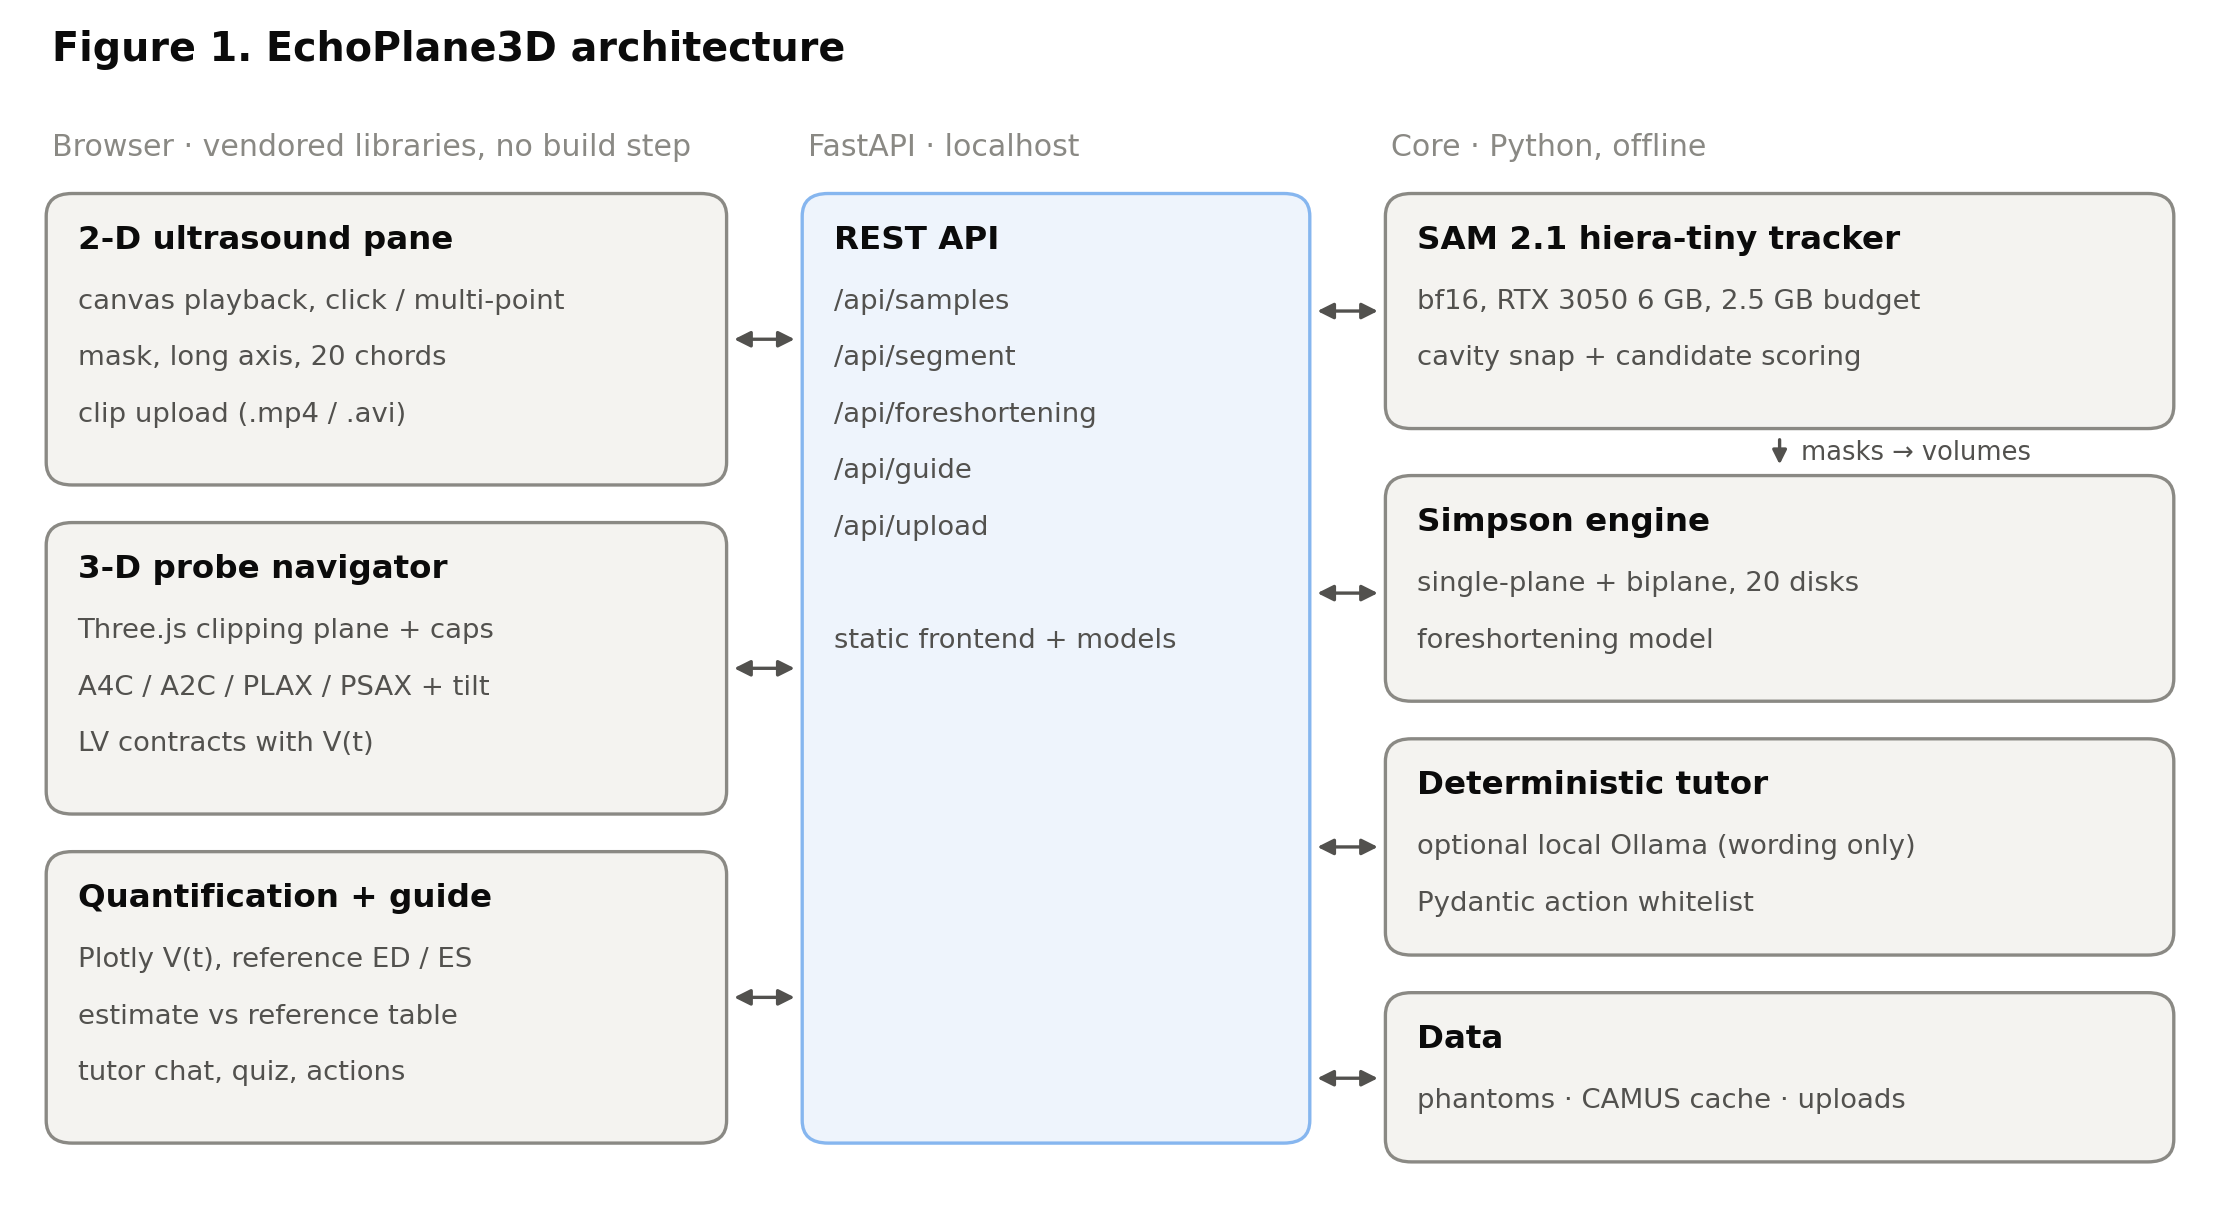 Figure 1. EchoPlane3D architecture
Browser · vendored libraries, no build step
2-D ultrasound pane
canvas playback, click / multi-point
mask, long axis, 20 chords
clip upload (.mp4 / .avi)
3-D probe navigator
Three.js clipping plane + caps
A4C / A2C / PLAX / PSAX + tilt
LV contracts with V(t)
Quantification + guide
Plotly V(t), reference ED / ES
estimate vs reference table
tutor chat, quiz, actions
FastAPI · localhost
REST API
/api/samples
/api/segment
/api/foreshortening
/api/guide
/api/upload
static frontend + models
Core · Python, offline
SAM 2.1 hiera-tiny tracker
bf16, RTX 3050 6 GB, 2.5 GB budget
cavity snap + candidate scoring
masks → volumes
Simpson engine
single-plane + biplane, 20 disks
foreshortening model
Deterministic tutor
optional local Ollama (wording only)
Pydantic action whitelist
Data
phantoms · CAMUS cache · uploads